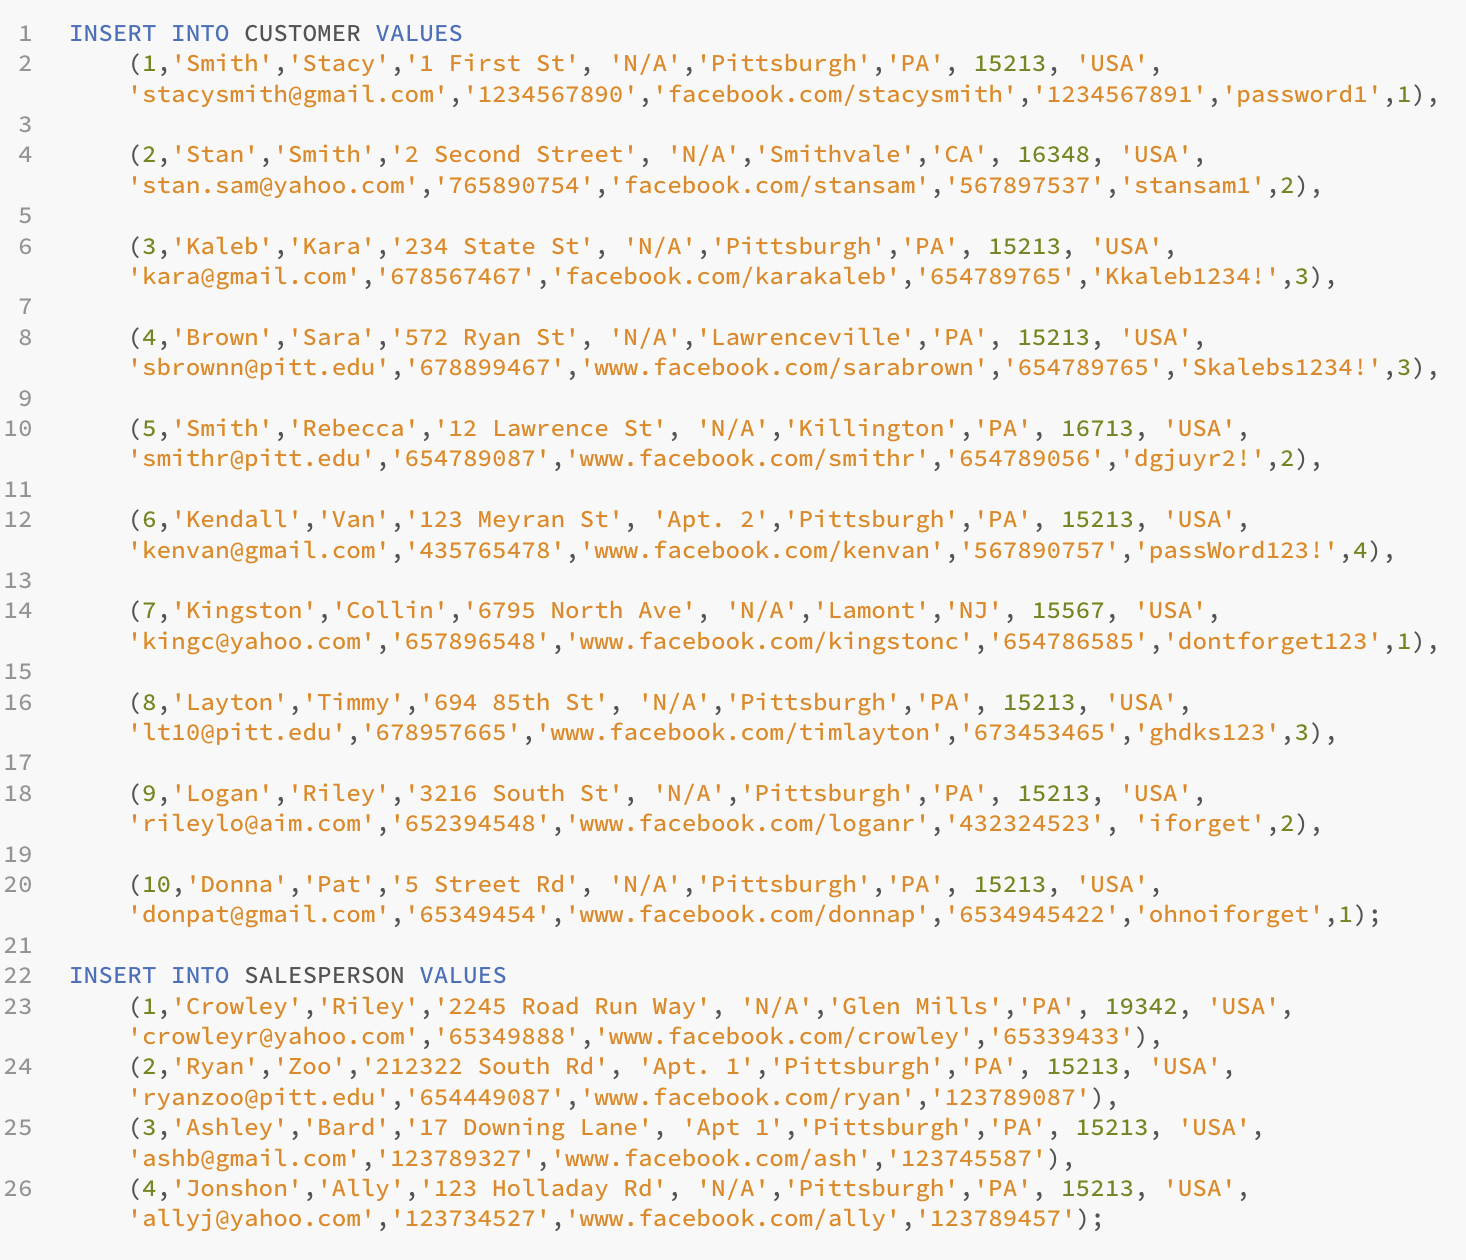 1 INSERT INTO CUSTOMER VALUES
2 (1,'Smith','Stacy','1 First St', 'N/A','Pittsburgh','PA', 15213, 'USA',
'stacysmith@gmail.com','1234567890','facebook.com/stacysmith','1234567891','password1',1),
3
4 (2,'Stan','Smith','2 Second Street', 'N/A','Smithvale','CA', 16348, 'USA',
'stan.sam@yahoo.com','765890754','facebook.com/stansam','567897537','stansam1',2),
5
6 (3,'Kaleb','Kara','234 State St', 'N/A','Pittsburgh','PA', 15213, 'USA',
'kara@gmail.com','678567467','facebook.com/karakaleb','654789765','Kkaleb1234!',3),
7
8 (4,'Brown','Sara','572 Ryan St', 'N/A','Lawrenceville','PA', 15213, 'USA',
'sbrownn@pitt.edu','678899467','www.facebook.com/sarabrown','654789765','Skalebs1234!',3),
9
10 (5,'Smith','Rebecca','12 Lawrence St', 'N/A','Killington','PA', 16713, 'USA',
'smithr@pitt.edu','654789087','www.facebook.com/smithr','654789056','dgjuyr2!',2),
11
12 (6,'Kendall','Van','123 Meyran St', 'Apt. 2','Pittsburgh','PA', 15213, 'USA',
'kenvan@gmail.com','435765478','www.facebook.com/kenvan','567890757','passWord123!',4),
13
14 (7,'Kingston','Collin','6795 North Ave', 'N/A','Lamont','NJ', 15567, 'USA',
'kingc@yahoo.com','657896548','www.facebook.com/kingstonc','654786585','dontforget123',1),
15
16 (8,'Layton','Timmy','694 85th St', 'N/A','Pittsburgh','PA', 15213, 'USA',
'lt10@pitt.edu','678957665','www.facebook.com/timlayton','673453465','ghdks123',3),
17
18 (9,'Logan','Riley','3216 South St', 'N/A','Pittsburgh','PA', 15213, 'USA',
'rileylo@aim.com','652394548','www.facebook.com/loganr','432324523', 'iforget',2),
19
20 (10,'Donna','Pat','5 Street Rd', 'N/A','Pittsburgh','PA', 15213, 'USA',
'donpat@gmail.com','65349454','www.facebook.com/donnap','6534945422','ohnoiforget',1);
21
22 INSERT INTO SALESPERSON VALUES
23 (1,'Crowley','Riley','2245 Road Run Way', 'N/A','Glen Mills','PA', 19342, 'USA',
'crowleyr@yahoo.com','65349888','www.facebook.com/crowley','65339433'),
24 (2,'Ryan','Zoo','212322 South Rd', 'Apt. 1','Pittsburgh','PA', 15213, 'USA',
'ryanzoo@pitt.edu','654449087','www.facebook.com/ryan','123789087'),
25 (3,'Ashley','Bard','17 Downing Lane', 'Apt 1','Pittsburgh','PA', 15213, 'USA',
'ashb@gmail.com','123789327','www.facebook.com/ash','123745587'),
26 (4,'Jonshon','Ally','123 Holladay Rd', 'N/A','Pittsburgh','PA', 15213, 'USA',
'allyj@yahoo.com','123734527','www.facebook.com/ally','123789457');